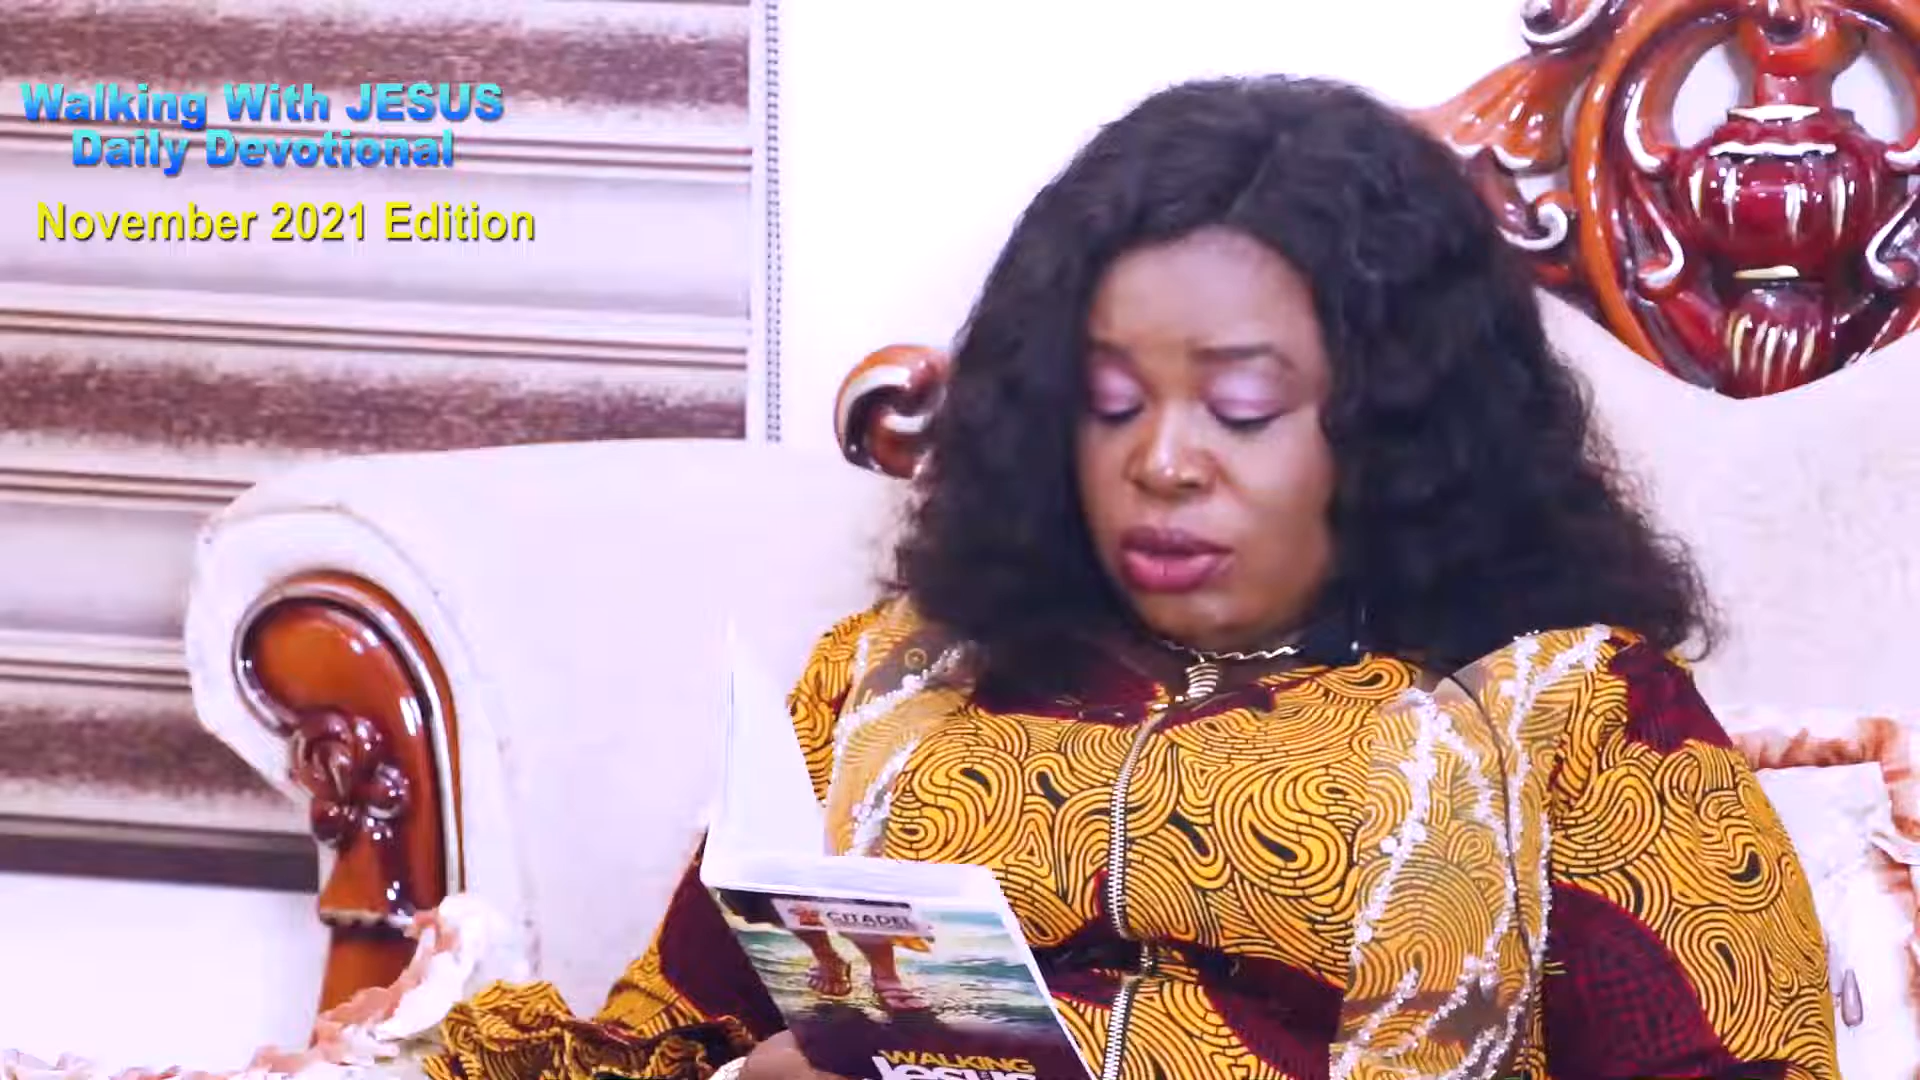 Walking With JESUS
Daily Devotional
November 2021 Edition
CITADEL
WALKING
Jesus